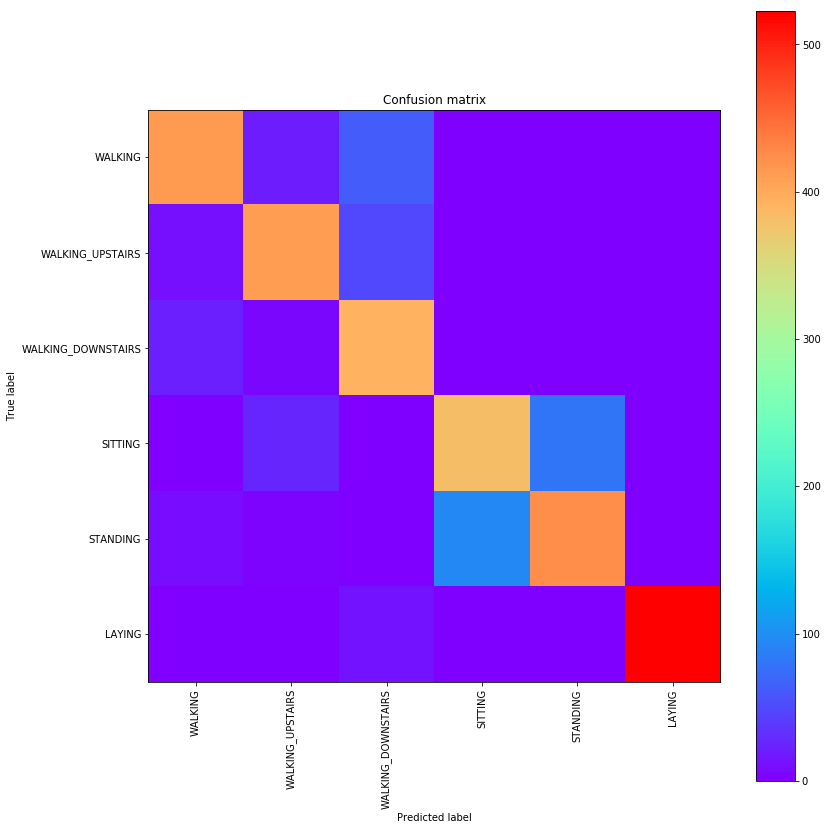 Confusion matrix
True label
WALKING
WALKING_UPSTAIRS
WALKING_DOWNSTAIRS
SITTING
STANDING
LAYING
WALKING
WALKING_UPSTAIRS
WALKING_DOWNSTAIRS
SITTING
STANDING
LAYING
Predicted label
500
400
300
200
100
0